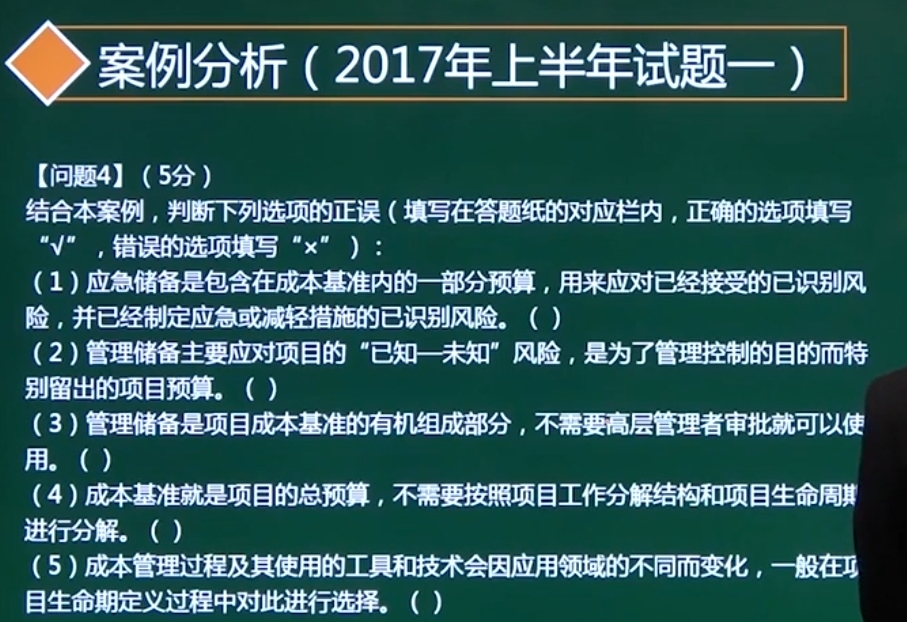 案例分析（2017年上半年试题一）
【问题4】（5分）
结合本案例，判断下列选项的正误（填写在答题纸的对应栏内，正确的选项填写
“√”，错误的选项填写“×”）：
（1）应急储备是包含在成本基准内的一部分预算，用来应对已经接受的已识别风
险，并已经制定应急或减轻措施的已识别风险。（ ）
（2）管理储备主要应对项目的“已知—未知”风险，是为了管理控制的目的而特
别留出的项目预算。（ ）
（3）管理储备是项目成本基准的有机组成部分，不需要高层管理者审批就可以使
用。（ ）
（4）成本基准就是项目的总预算，不需要按照项目工作分解结构和项目生命周期
进行分解。（ ）
（5）成本管理过程及其使用的工具和技术会因应用领域的不同而变化，一般在项
目生命期定义过程中对此进行选择。（ ）